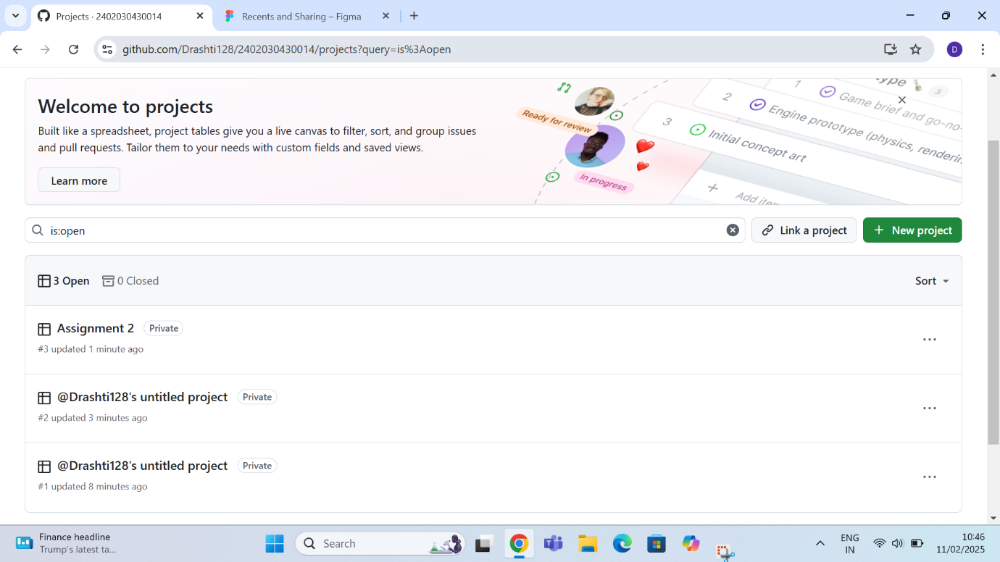 Projects · 2402030430014
Recents and Sharing – Figma
github.com/Drashti128/2402030430014/projects?query=is%3Aopen
D
Welcome to projects
Built like a spreadsheet, project tables give you a live canvas to filter, sort, and group issues
and pull requests. Tailor them to your needs with custom fields and saved views.
Learn more
Ready for review
In progress
3
1
Game brief and go-no-
2
Engine prototype (physics, renderin
3
Initial concept art
+ Add ite
is:open
Link a project
New project
3 Open
0 Closed
Sort
Assignment 2
Private
#3 updated 1 minute ago
@Drashti128's untitled project
Private
#2 updated 3 minutes ago
@Drashti128's untitled project
Private
#1 updated 8 minutes ago
Finance headline
Trump's latest ta...
Search
ENG
IN
10:46
11/02/2025